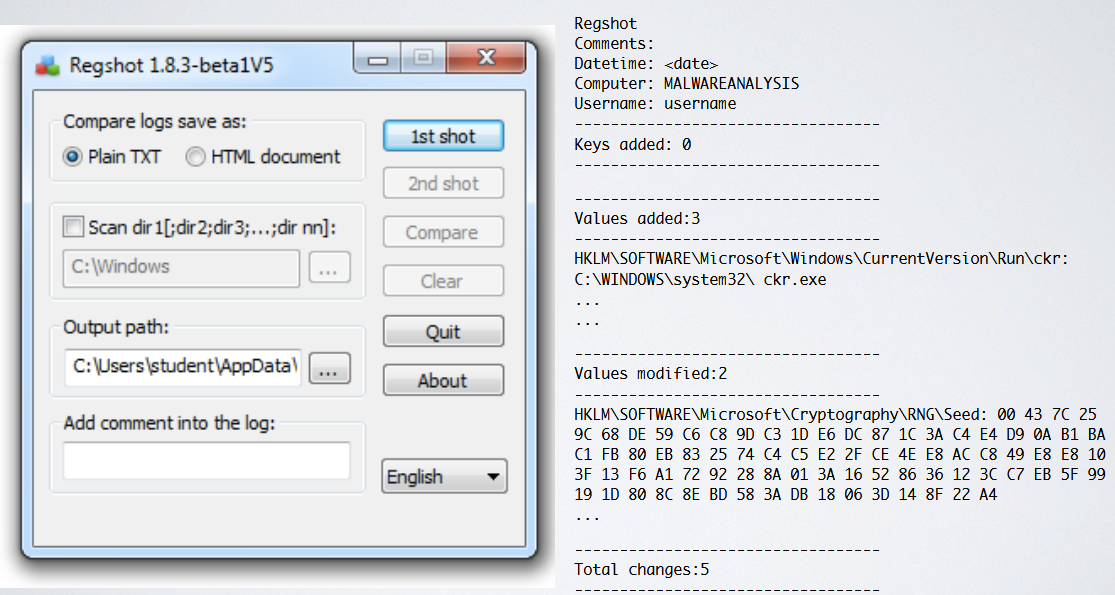 Regshot 1.8.3-beta1V5
Compare logs save as:
Plain TXT
HTML document
1st shot
2nd shot
Scan dir1[;dir2;dir3;...;dir nn]:
C:\Windows
...
Compare
Clear
Output path:
C:\Users\student\AppData\
...
Quit
About
Add comment into the log:
English
Regshot
Comments:
Datetime: <date>
Computer: MALWAREANALYSIS
Username: username
----------------------------------
Keys added: 0
----------------------------------
----------------------------------
Values added:3
----------------------------------
HKLM\SOFTWARE\Microsoft\Windows\CurrentVersion\Run\ckr:
C:\WINDOWS\system32\ ckr.exe
...
...
----------------------------------
Values modified:2
----------------------------------
HKLM\SOFTWARE\Microsoft\Cryptography\RNG\Seed: 00 43 7C 25
9C 68 DE 59 C6 C8 9D C3 1D E6 DC 87 1C 3A C4 E4 D9 0A B1 BA
C1 FB 80 EB 83 25 74 C4 C5 E2 2F CE 4E E8 AC C8 49 E8 E8 10
3F 13 F6 A1 72 92 28 8A 01 3A 16 52 86 36 12 3C C7 EB 5F 99
19 1D 80 8C 8E BD 58 3A DB 18 06 3D 14 8F 22 A4
...
----------------------------------
Total changes:5
----------------------------------